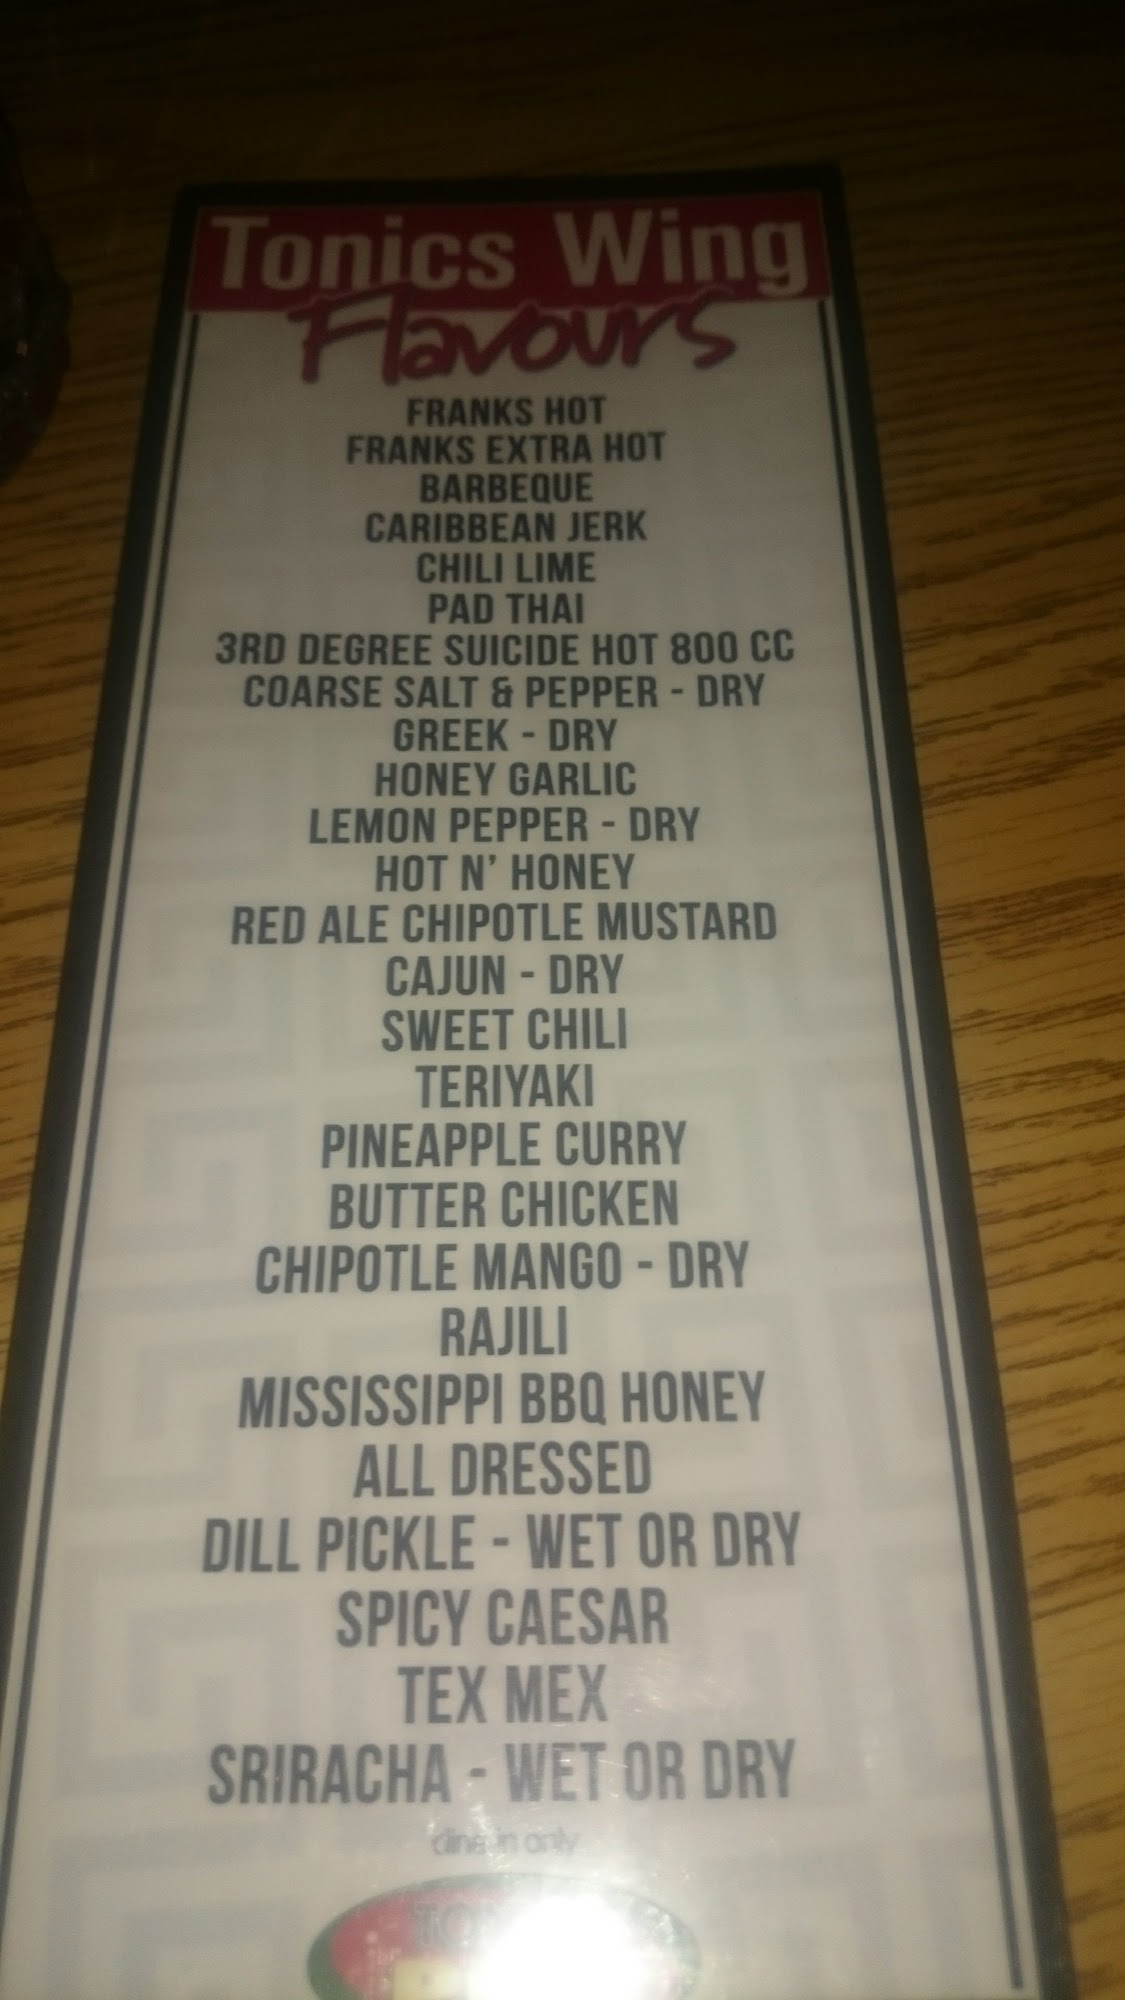 Tonics Wing
Flavours
FRANKS HOT
FRANKS EXTRA HOT
BARBEQUE
CARIBBEAN JERK
CHILI LIME
PAD THAI
3RD DEGREE SUICIDE HOT 800 CC
COARSE SALT & PEPPER - DRY
GREEK - DRY
HONEY GARLIC
LEMON PEPPER - DRY
HOT N' HONEY
RED ALE CHIPOTLE MUSTARD
CAJUN - DRY
SWEET CHILI
TERIYAKI
PINEAPPLE CURRY
BUTTER CHICKEN
CHIPOTLE MANGO - DRY
RAJILI
MISSISSIPPI BBQ HONEY
ALL DRESSED
DILL PICKLE - WET OR DRY
SPICY CAESAR
TEX MEX
SRIRACHA - WET OR DRY
dine in only